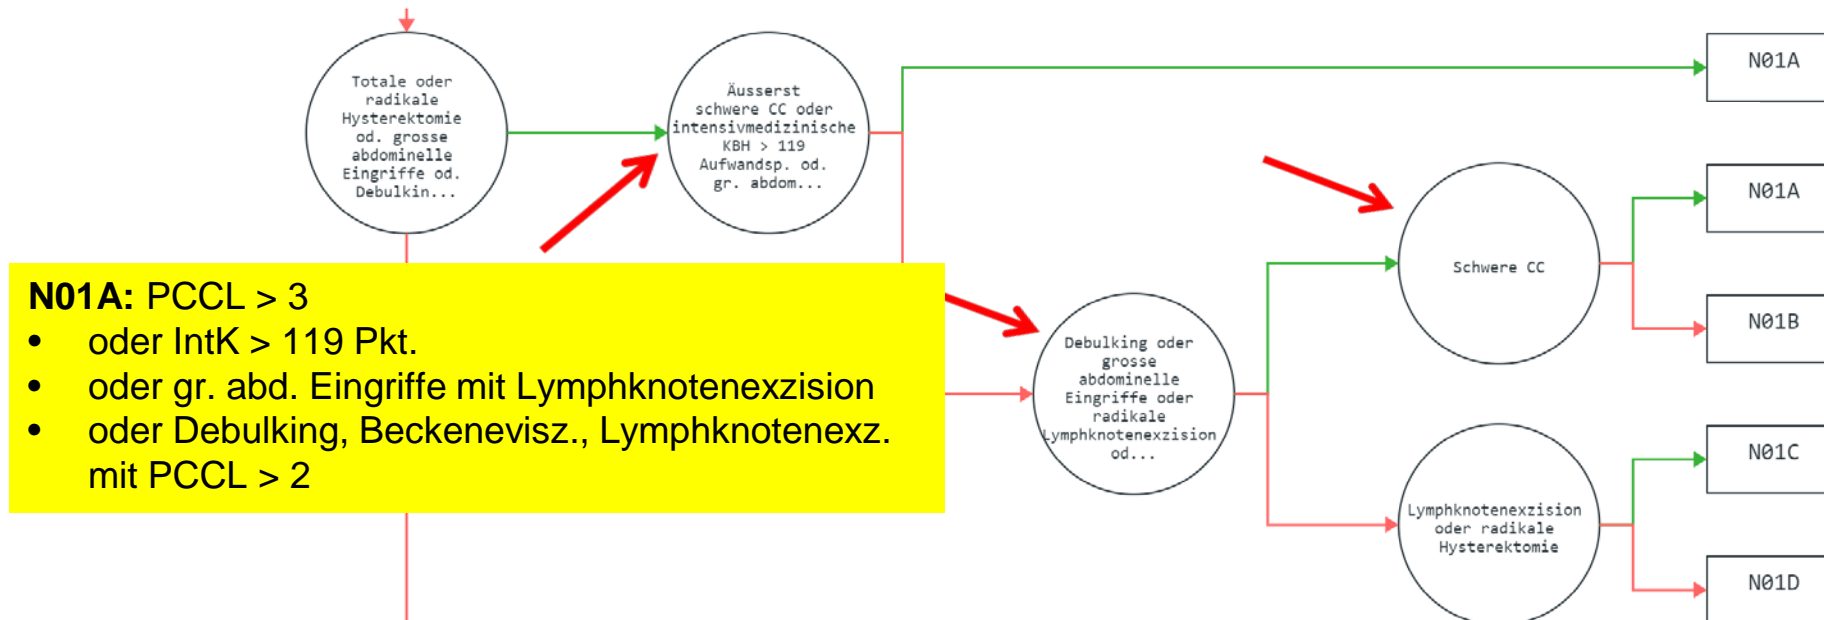 Totale oder
radikale
Hysterektomie
od. grosse
abdominelle
Eingriffe od.
Debulkin...
Äusserst
schwere CC oder
intensivmedizinische
KBH > 119
Aufwandsp. od.
gr. abdom...
N01A
Schwere CC
N01A
N01B
N01A: PCCL > 3
• oder IntK > 119 Pkt.
• oder gr. abd. Eingriffe mit Lymphknotenexzision
• oder Debulking, Beckenevisz., Lymphknotenexz.
mit PCCL > 2
Debulking oder
grosse
abdominelle
Eingriffe oder
radikale
Lymphknotenexzision
od...
Lymphknotenexzision
oder radikale
Hysterektomie
N01C
N01D